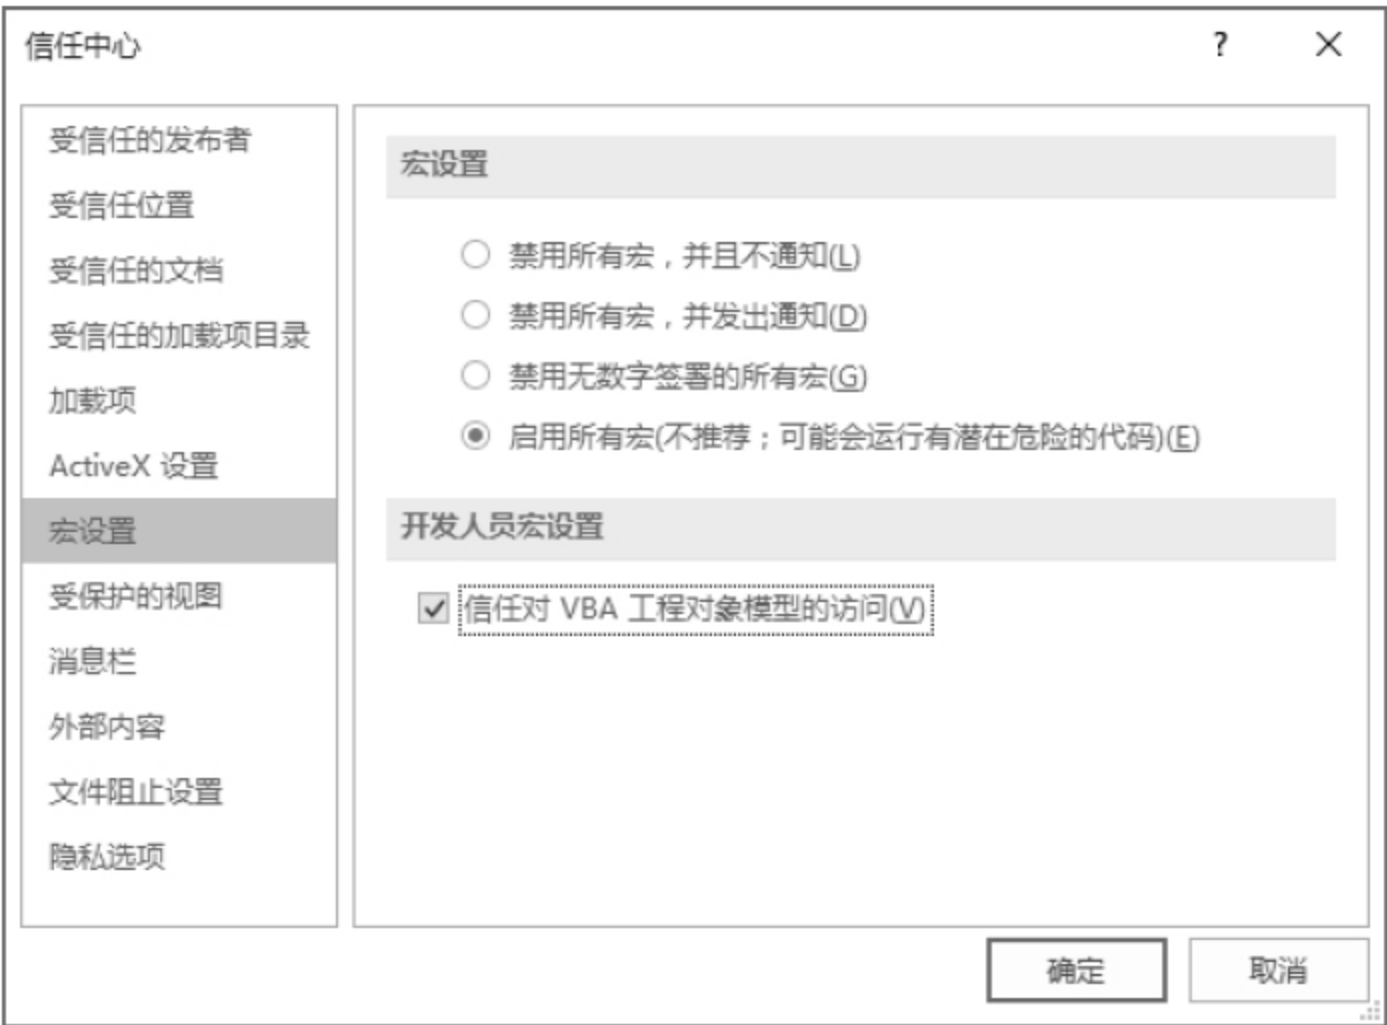 信任中心
?
受信任的发布者
受信任位置
受信任的文档
受信任的加载项目录
加载项
ActiveX 设置
宏设置
受保护的视图
消息栏
外部内容
文件阻止设置
隐私选项
宏设置
禁用所有宏，并且不通知(L)
禁用所有宏，并发出通知(D)
禁用无数字签署的所有宏(G)
启用所有宏(不推荐；可能会运行有潜在危险的代码)(E)
开发人员宏设置
信任对 VBA 工程对象模型的访问(V)
确定
取消